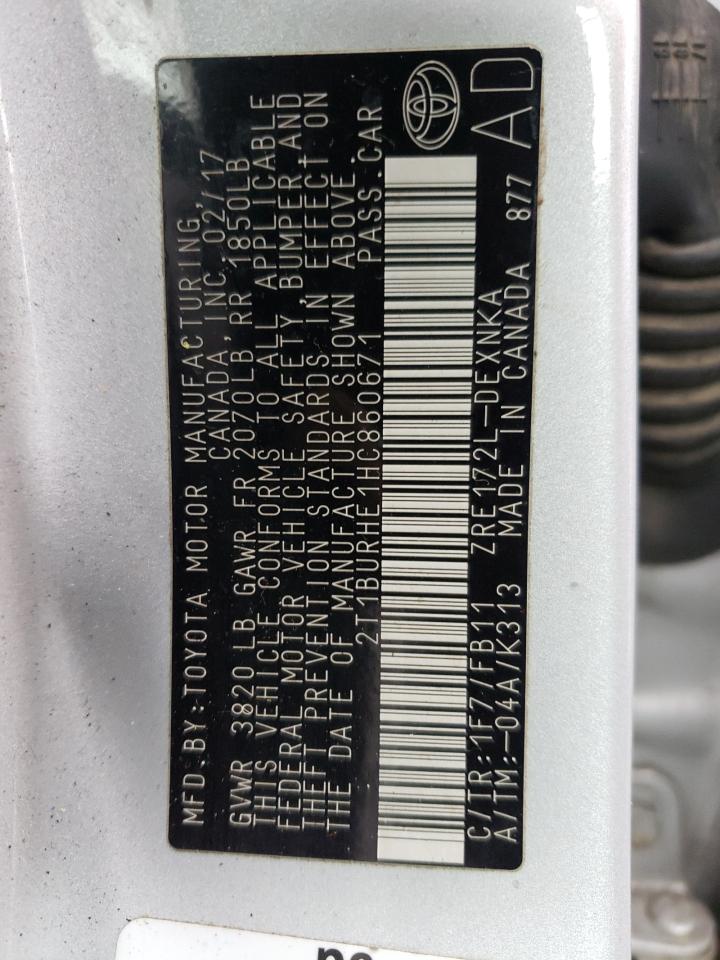 MFD.BY:TOYOTA MOTOR MANUFACTURING
CANADA, INC. 02/17
GVWR 3820 LB GAWR FR 2070LB, RR 1850LB
THIS VEHICLE CONFORMS TO ALL APPLICABLE
FEDERAL MOTOR VEHICLE SAFETY, BUMPER, AND
THEFT PREVENTION STANDARDS IN EFFECT ON
THE DATE OF MANUFACTURE SHOWN ABOVE.
2T1BURHE1HC860671 PASS.CAR
C/TR:1F7/FB11 ZRE172L-DEXNKA
A/TM:-04A/K313 MADE IN CANADA 877
AD